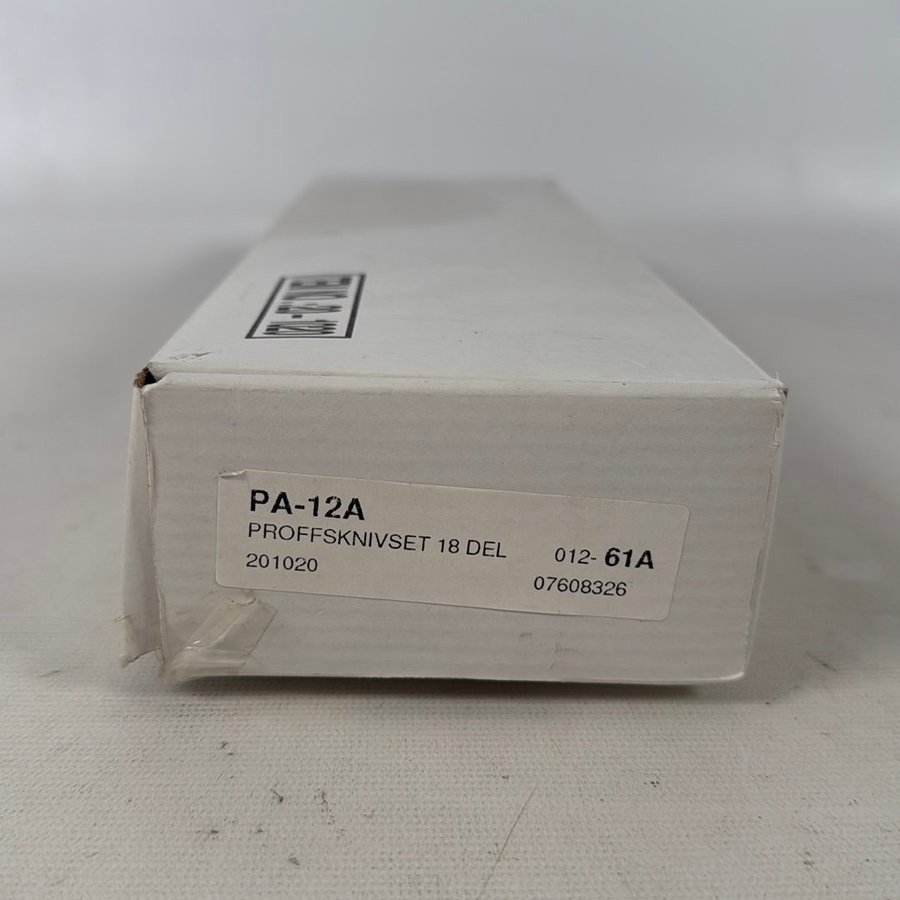 PA-12A
PROFFSKNIVSET 18 DEL
012- 61A
201020
07608326